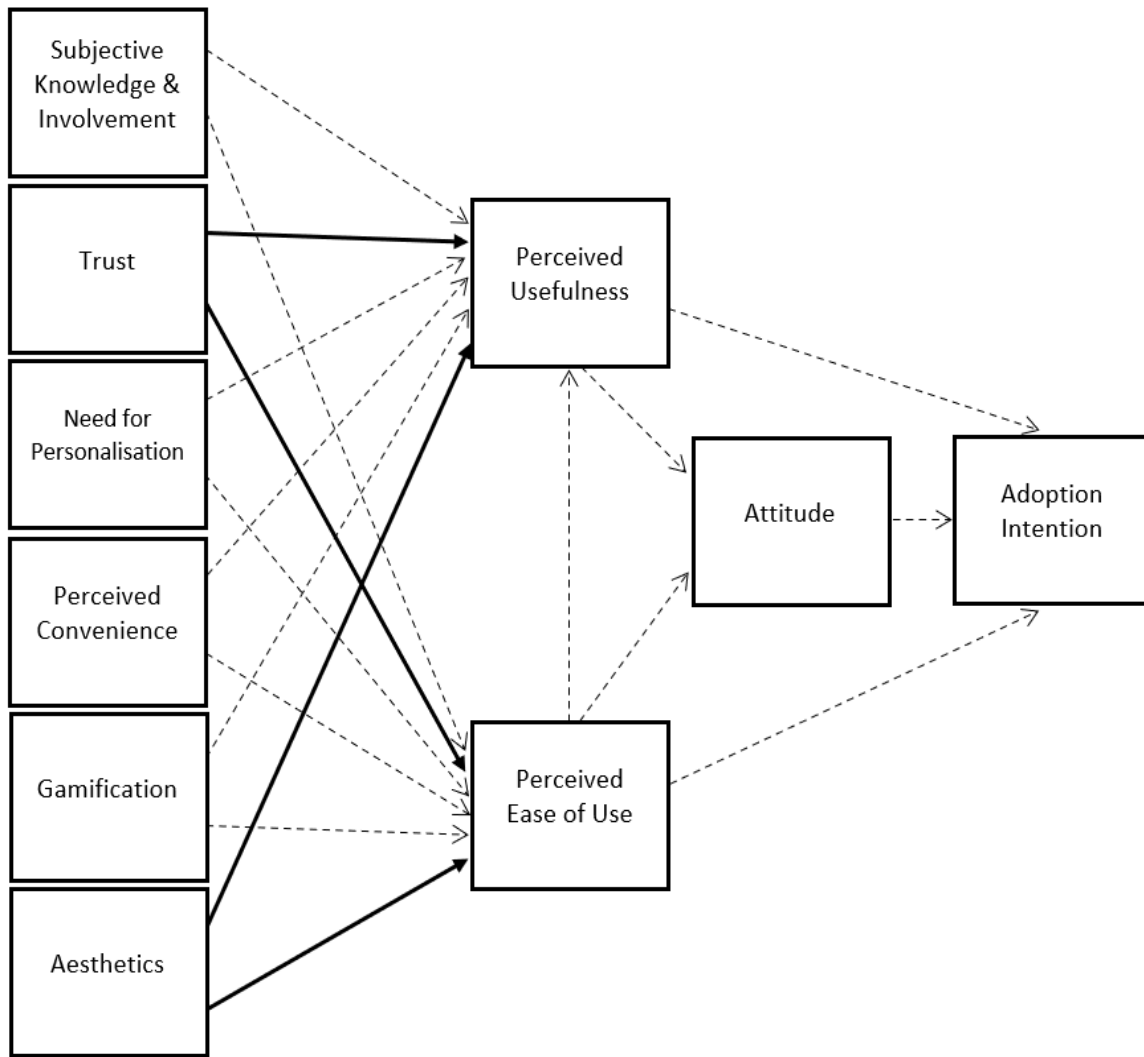 Subjective
Knowledge &
Involvement
Trust
Need for
Personalisation
Perceived
Convenience
Gamification
Aesthetics
Perceived
Usefulness
Perceived
Ease of Use
Attitude
Adoption
Intention